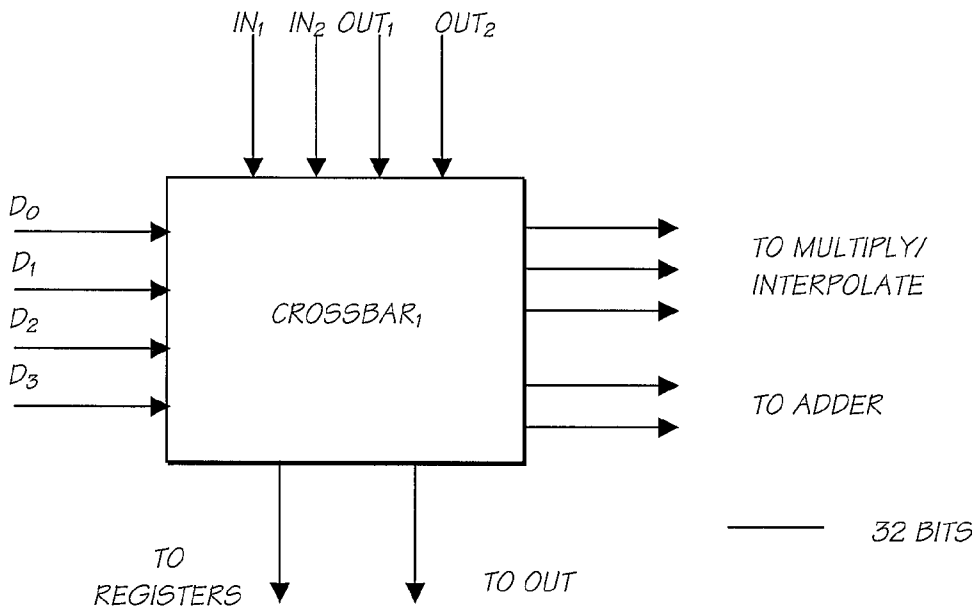 IN₁ IN₂ OUT₁ OUT₂
D₀
D₁
D₂
D₃
CROSSBAR₁
TO MULTIPLY/
INTERPOLATE
TO ADDER
32 BITS
TO
REGISTERS
TO OUT